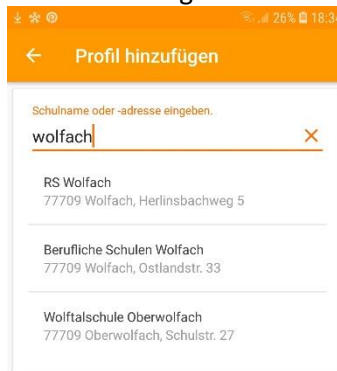 26% 18:34
Profil hinzufügen
Schulname oder -adresse eingeben.
wolfach
RS Wolfach
77709 Wolfach, Herlinsbachweg 5
Berufliche Schulen Wolfach
77709 Wolfach, Ostlandstr. 33
Wolftalschule Oberwolfach
77709 Oberwolfach, Schulstr. 27